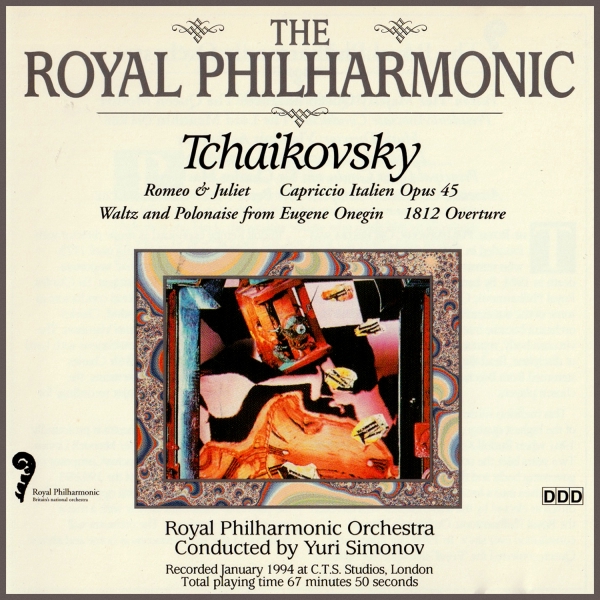 THE
ROYAL PHILHARMONIC
Tchaikovsky
Romeo & Juliet Capriccio Italien Opus 45
Waltz and Polonaise from Eugene Onegin 1812 Overture
Royal Philharmonic
Britain's national orchestra
DDD
Royal Philharmonic Orchestra
Conducted by Yuri Simonov
Recorded January 1994 at C.T.S. Studios, London
Total playing time 67 minutes 50 seconds